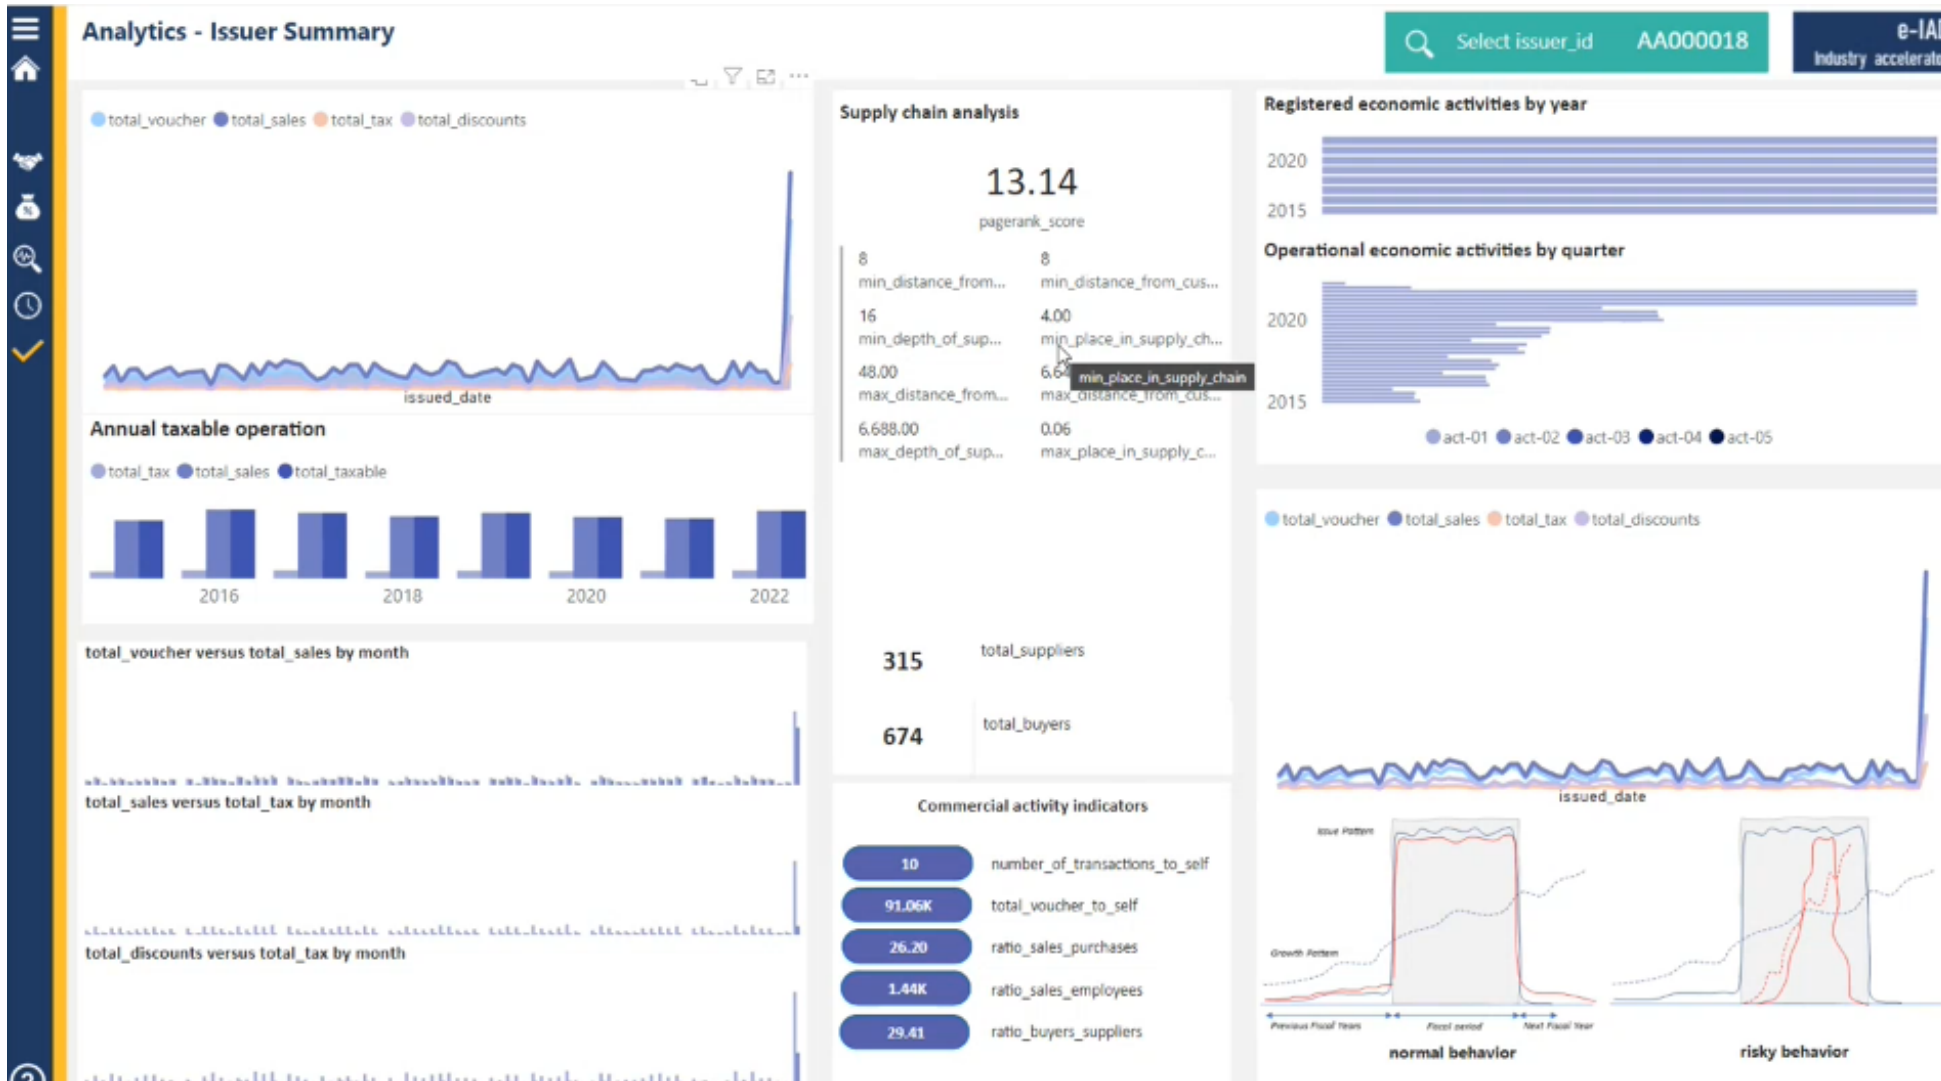 Analytics - Issuer Summary
Select issuer_id AA000018
e-IA
Industry accelerato
total_voucher total_sales total_tax total_discounts
issued_date
Annual taxable operation
total_tax total_sales total_taxable
2016 2018 2020 2022
total_voucher versus total_sales by month
total_sales versus total_tax by month
total_discounts versus total_tax by month
Supply chain analysis
13.14
pagerank_score
8 8
min_distance_from... min_distance_from_cus...
16 4.00
min_depth_of_sup... min_place_in_supply_ch...
48.00 6.64
min_place_in_supply_chain
max_distance_from... max_distance_from_cus...
6.688.00 0.06
max_depth_of_sup... max_place_in_supply_c...
315 total_suppliers
674 total_buyers
Commercial activity indicators
10 number_of_transactions_to_self
91.06K total_voucher_to_self
26.20 ratio_sales_purchases
1.44K ratio_sales_employees
29.41 ratio_buyers_suppliers
Registered economic activities by year
2020
2015
Operational economic activities by quarter
2020
2015
act-01 act-02 act-03 act-04 act-05
total_voucher total_sales total_tax total_discounts
issued_date
Issue Pattern
Growth Pattern
Previous Fiscal Years Fiscal period Next Fiscal Year
normal behavior risky behavior